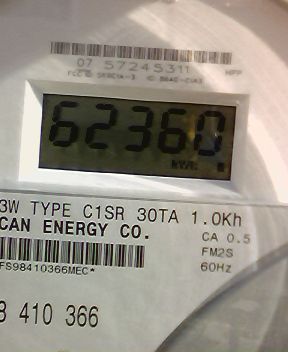 07 57245311
62360
kWh
3W TYPE C1SR 30TA 1.0Kh
CAN ENERGY CO.
CA 0.5
FM2S
60Hz
FS98410366MEC*
8 410 366